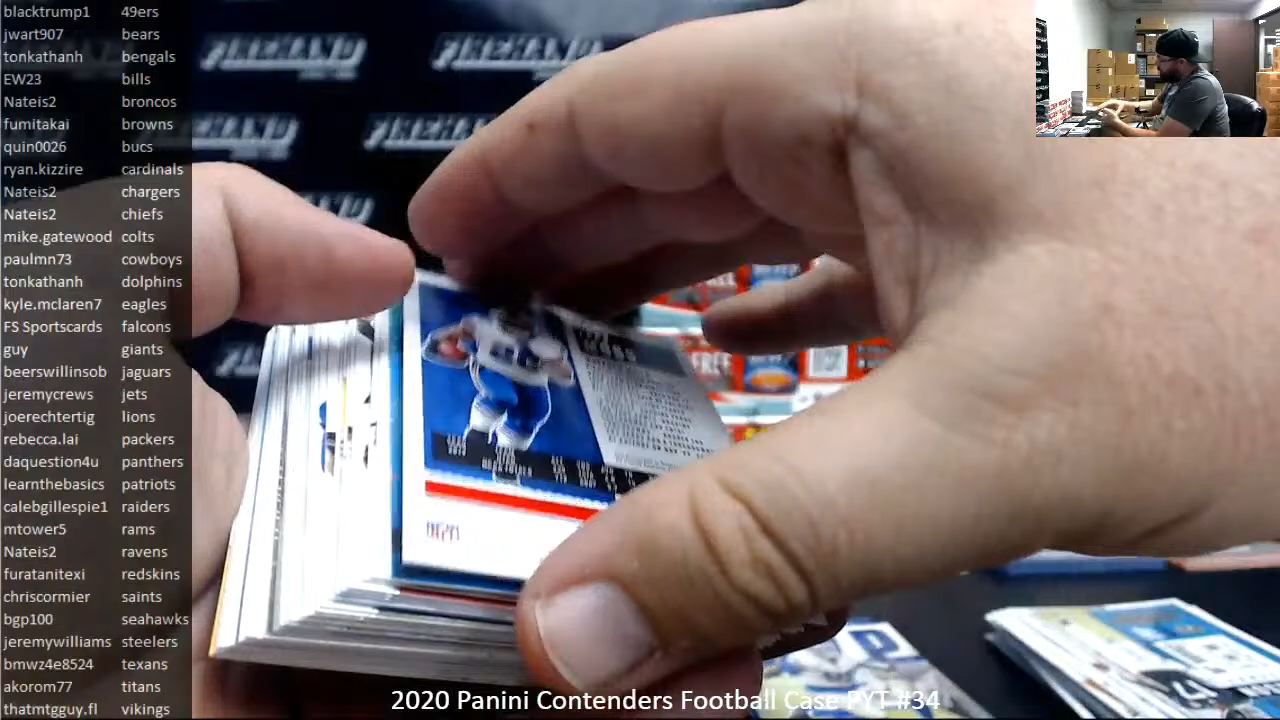 blacktrump1 49ers
jwart907 bears
tonkathanh bengals
EW23 bills
Nateis2 broncos
fumitakai browns
quin0026 bucs
ryan.kizzire cardinals
Nateis2 chargers
Nateis2 chiefs
mike.gatewood colts
paulmn73 cowboys
tonkathanh dolphins
kyle.mclaren7 eagles
FS Sportscards falcons
guy giants
beerswillinsob jaguars
jeremycrews jets
joerechtertig lions
rebecca.lai packers
daquestion4u panthers
learnthebasics patriots
calebgillespie1 raiders
mtower5 rams
Nateis2 ravens
furatanitexi redskins
chriscormier saints
bgp100 seahawks
jeremywilliams steelers
bmwz4e8524 texans
akorom77 titans
thatmtgguy.fl vikings
FREE
2020 Panini Contenders Football Case PYT #34